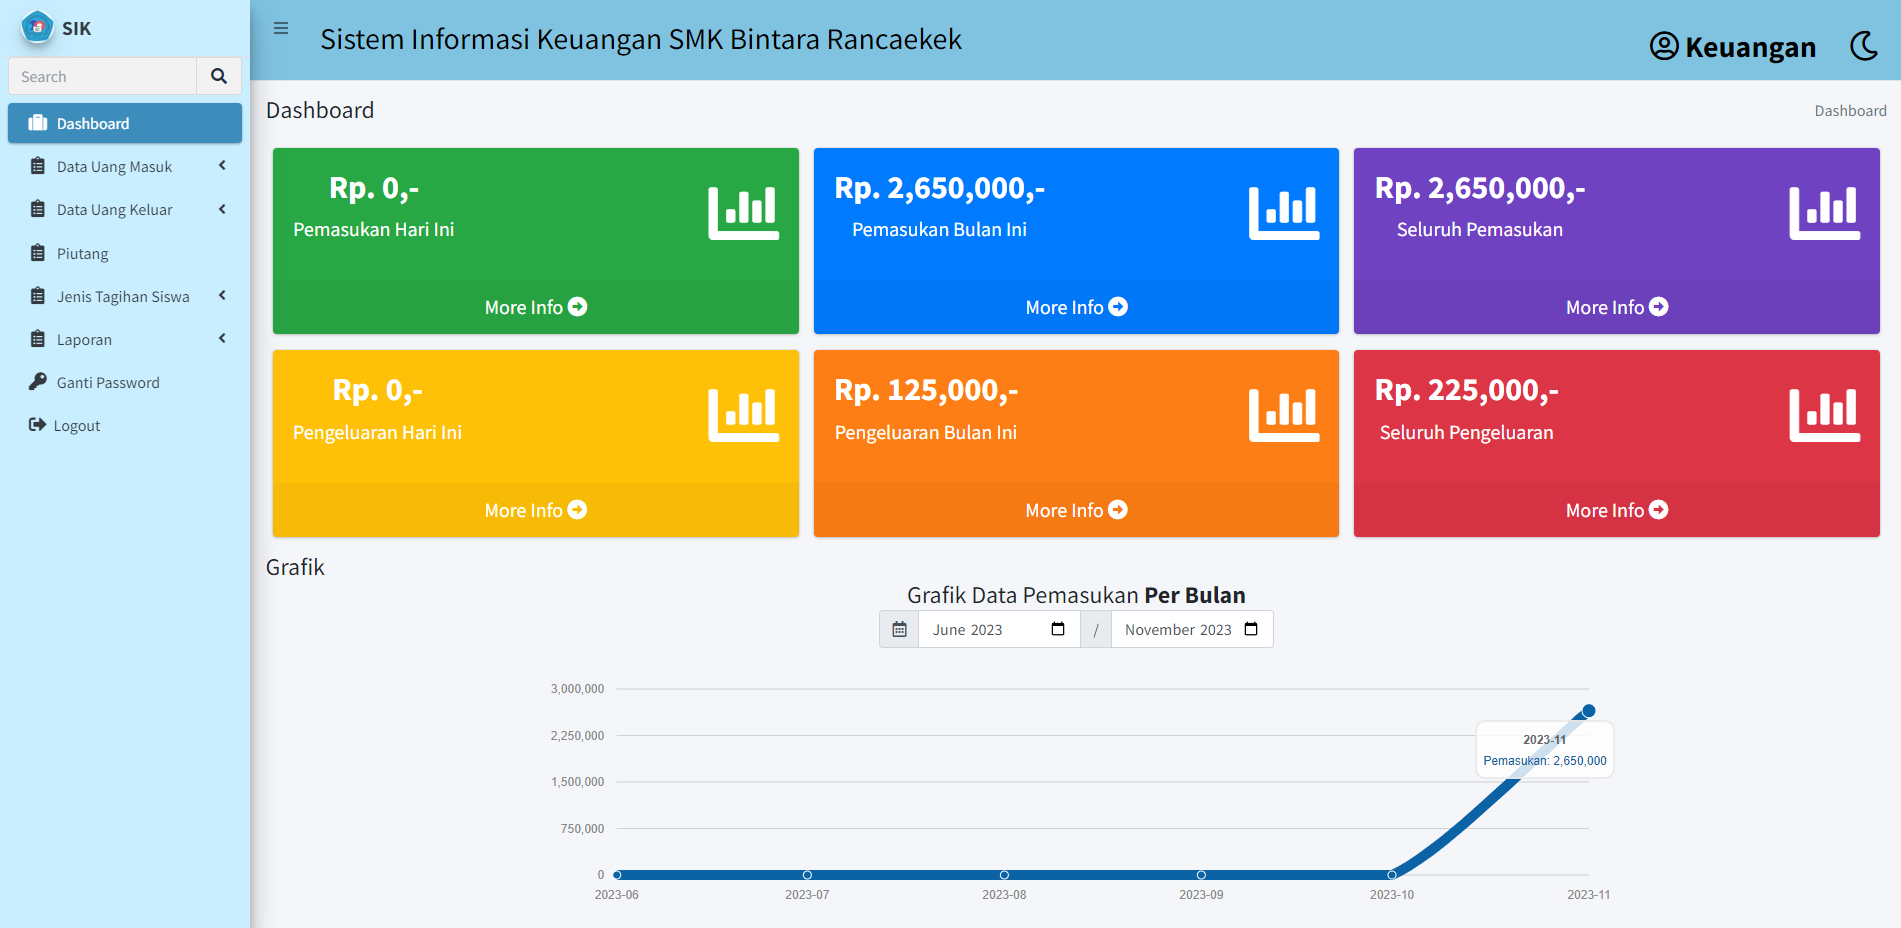 SIK
Sistem Informasi Keuangan SMK Bintara Rancaekek
Keuangan
Search
Dashboard
Data Uang Masuk
Data Uang Keluar
Piutang
Jenis Tagihan Siswa
Laporan
Ganti Password
Logout
Dashboard
Dashboard
Rp. 0,-
Pemasukan Hari Ini
More Info
Rp. 2,650,000,-
Pemasukan Bulan Ini
More Info
Rp. 2,650,000,-
Seluruh Pemasukan
More Info
Rp. 0,-
Pengeluaran Hari Ini
More Info
Rp. 125,000,-
Pengeluaran Bulan Ini
More Info
Rp. 225,000,-
Seluruh Pengeluaran
More Info
Grafik
Grafik Data Pemasukan Per Bulan
June 2023 / November 2023
3,000,000
2,250,000
1,500,000
750,000
0
2023-11
Pemasukan: 2,650,000
2023-06 2023-07 2023-08 2023-09 2023-10 2023-11